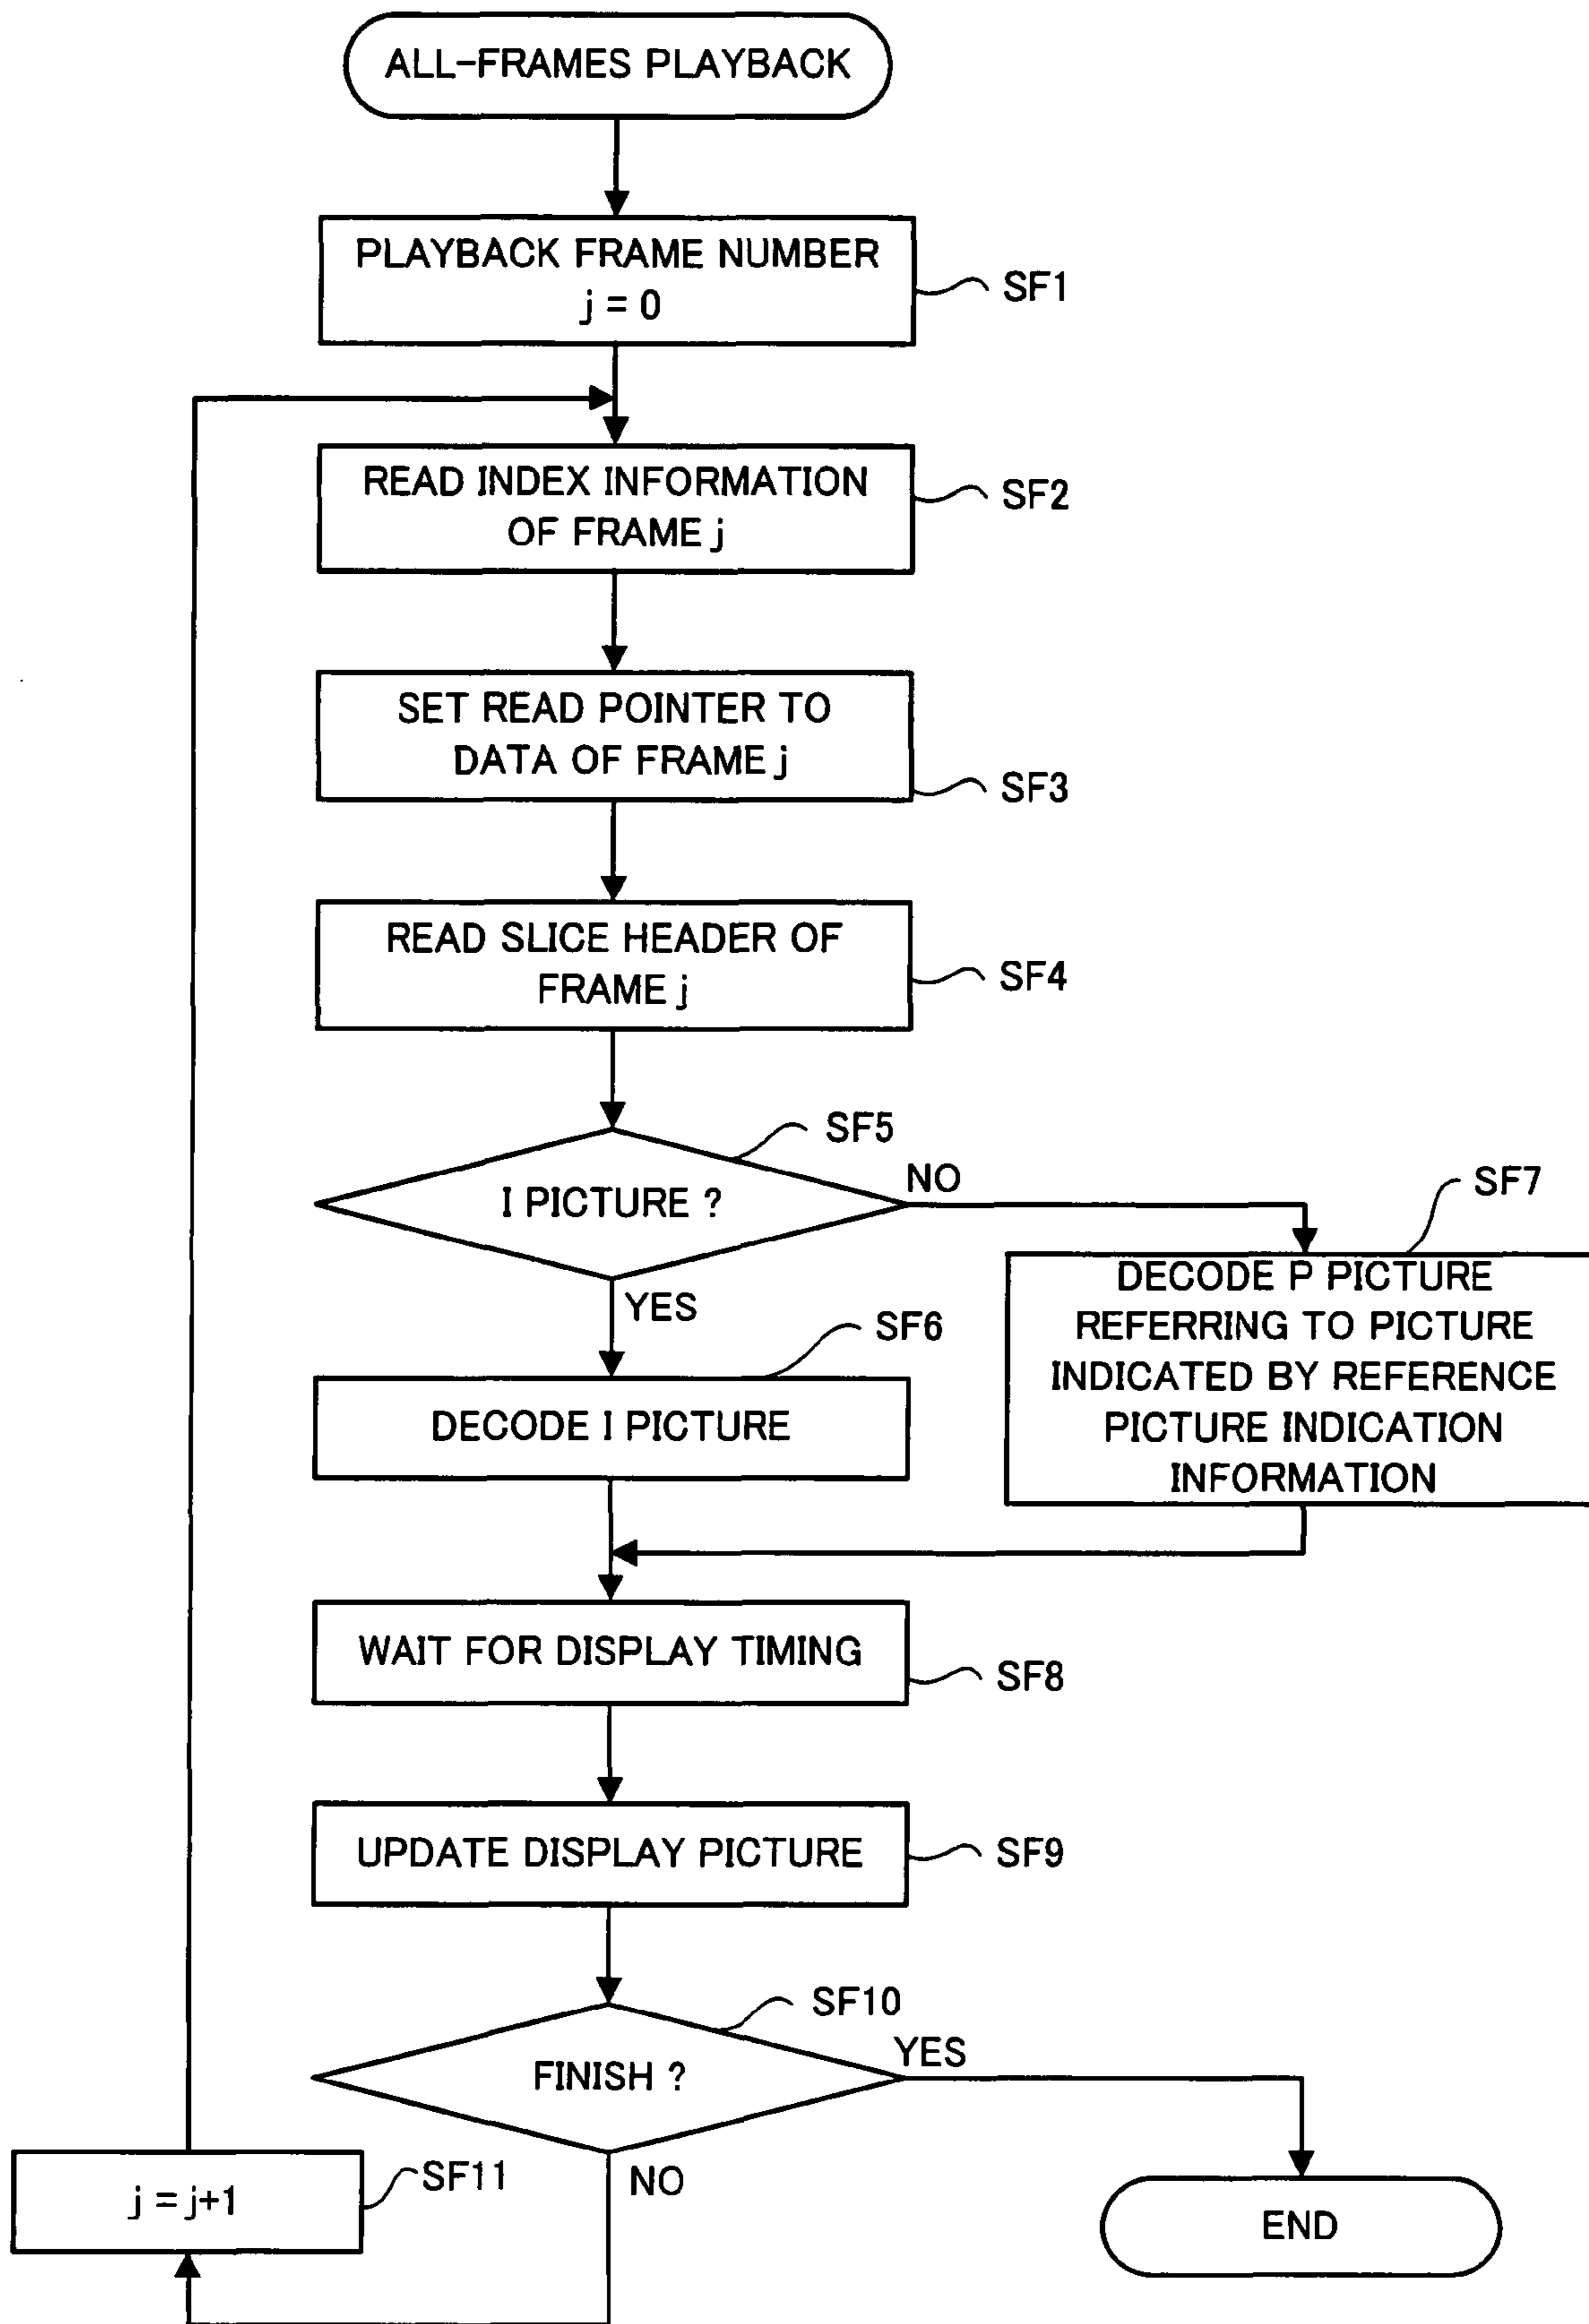 ALL-FRAMES PLAYBACK
PLAYBACK FRAME NUMBER
j = 0
SF1
READ INDEX INFORMATION
OF FRAME j
SF2
SET READ POINTER TO
DATA OF FRAME j
SF3
READ SLICE HEADER OF
FRAME j
SF4
SF5
I PICTURE ?
NO
YES
SF7
DECODE P PICTURE
REFERRING TO PICTURE
INDICATED BY REFERENCE
PICTURE INDICATION
INFORMATION
SF6
DECODE I PICTURE
WAIT FOR DISPLAY TIMING
SF8
UPDATE DISPLAY PICTURE
SF9
SF10
FINISH ?
YES
NO
j = j+1
SF11
END